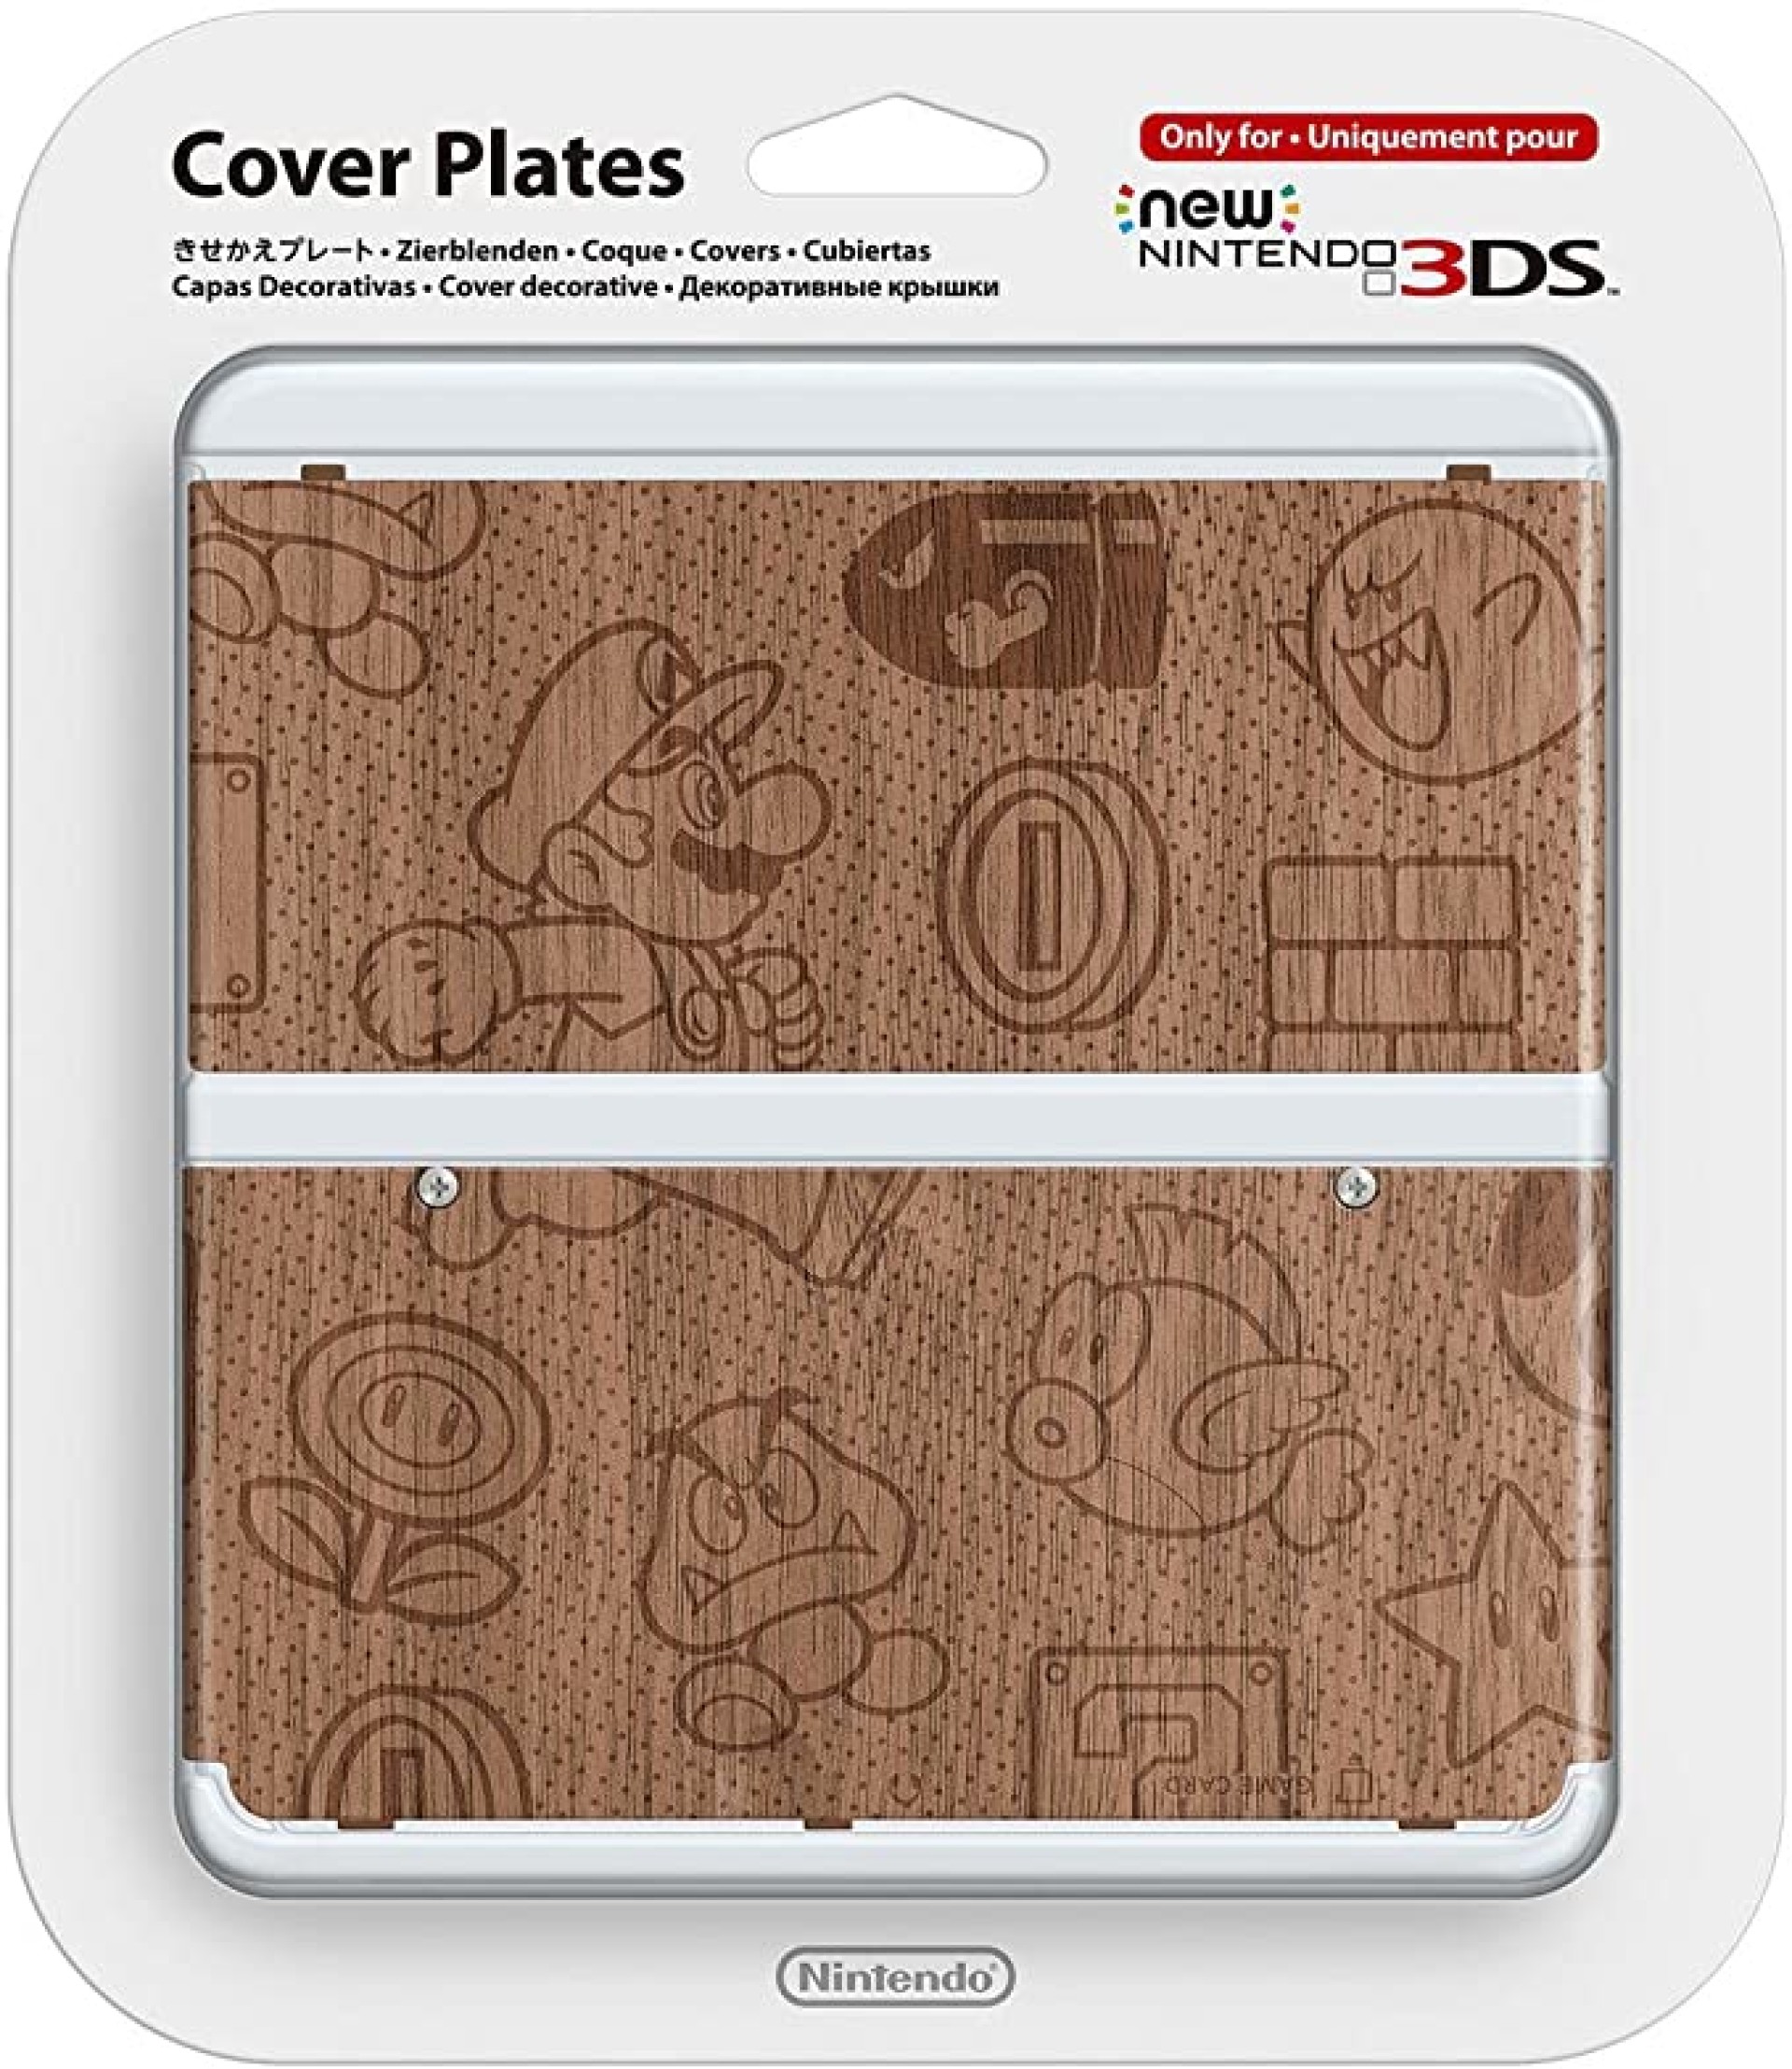 Cover Plates
きせかえプレート • Zierblenden • Coque • Covers • Cubiertas
Capas Decorativas • Cover decorative • Декоративные крышки
Only for • Uniquement pour
new
NINTENDO 3DS™
GAME CARD
Nintendo®